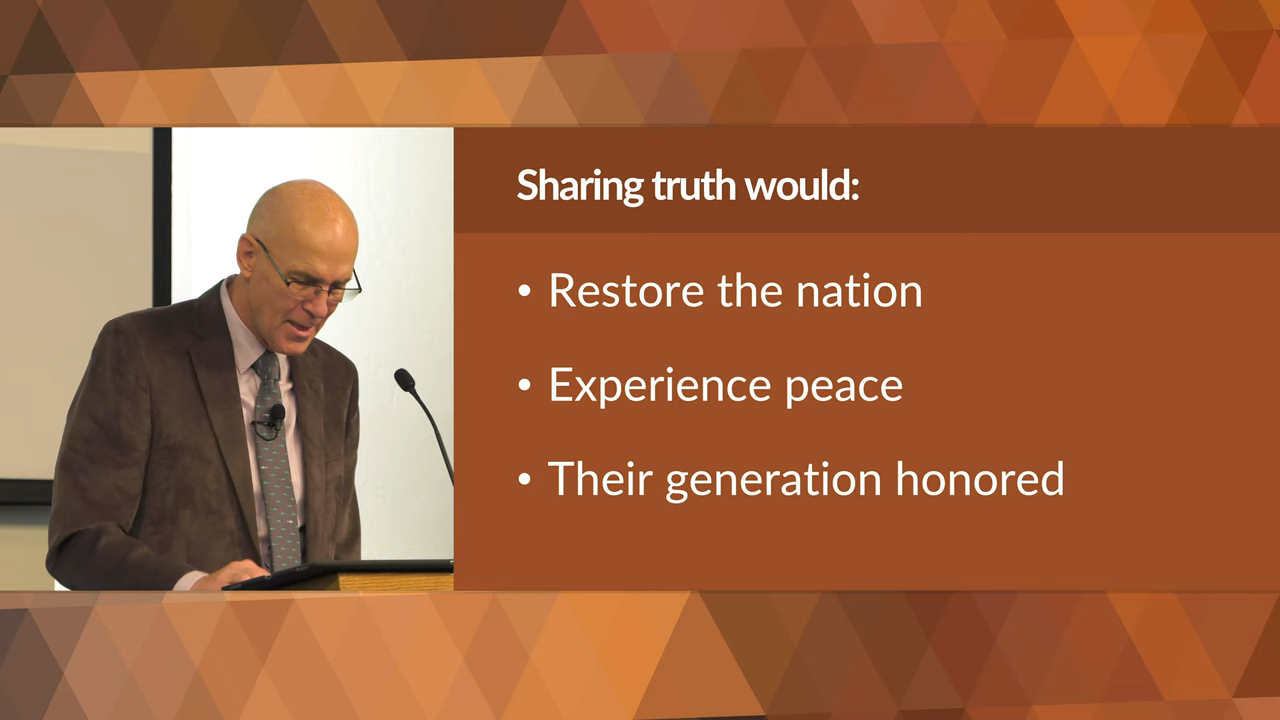 Sharing truth would:
• Restore the nation
• Experience peace
• Their generation honored